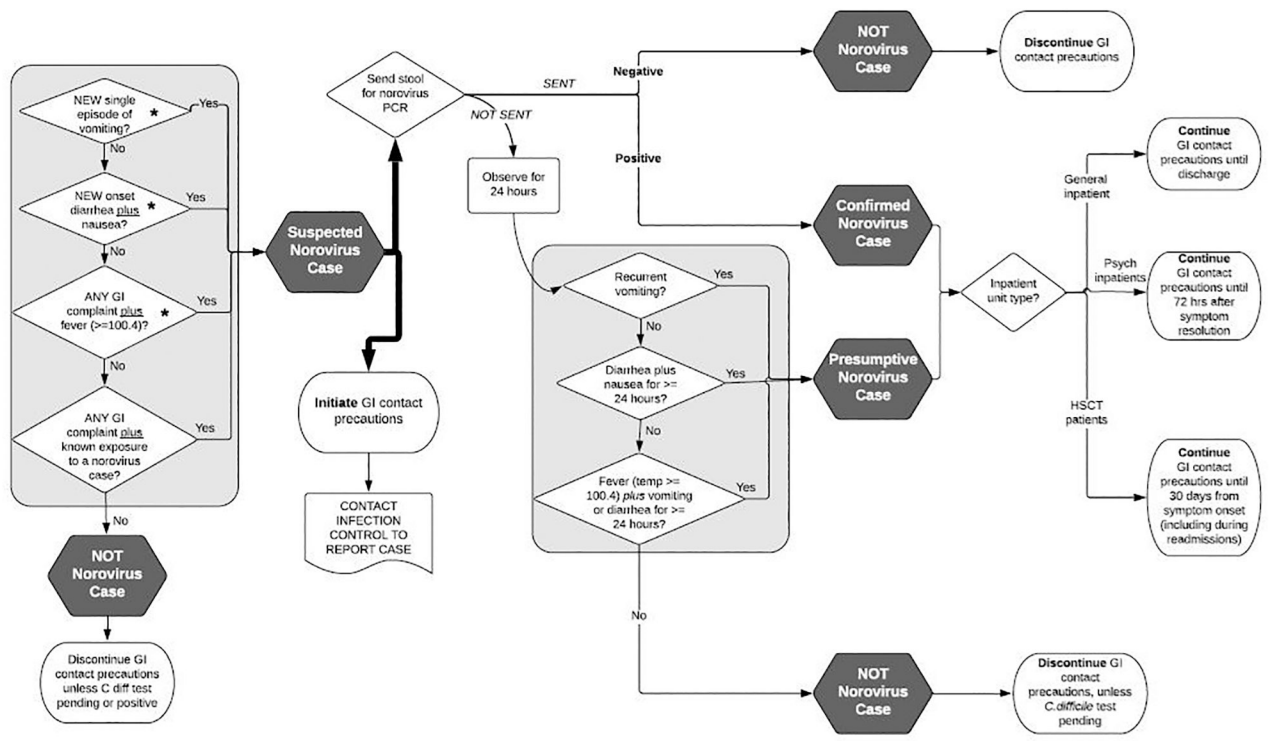 NEW single
episode of
vomiting?
*
Yes
No
NEW onset
diarrhea plus
nausea?
*
Yes
No
ANY GI
complaint plus
fever (>=100.4)?
*
Yes
No
ANY GI
complaint plus
known exposure
to a norovirus
case?
Yes
No
NOT
Norovirus
Case
Discontinue GI
contact precautions
unless C diff test
pending or positive
Suspected
Norovirus
Case
Send stool
for norovirus
PCR
SENT
NOT SENT
Initiate GI contact
precautions
CONTACT
INFECTION
CONTROL TO
REPORT CASE
Observe for
24 hours
Negative
Positive
Recurrent
vomiting?
Yes
No
Diarrhea plus
nausea for >=
24 hours?
Yes
No
Fever (temp >=
100.4) plus vomiting
or diarrhea for >=
24 hours?
Yes
No
NOT
Norovirus
Case
Discontinue GI
contact precautions
Confirmed
Norovirus
Case
Presumptive
Norovirus
Case
Inpatient
unit type?
General
inpatient
Continue
GI contact
precautions until
discharge
Psych
inpatients
Continue
GI contact
precautions until
72 hrs after
symptom
resolution
HSCT
patients
Continue
GI contact
precautions until
30 days from
symptom onset
(including during
readmissions)
NOT
Norovirus
Case
Discontinue GI
contact
precautions, unless
C.difficile test
pending